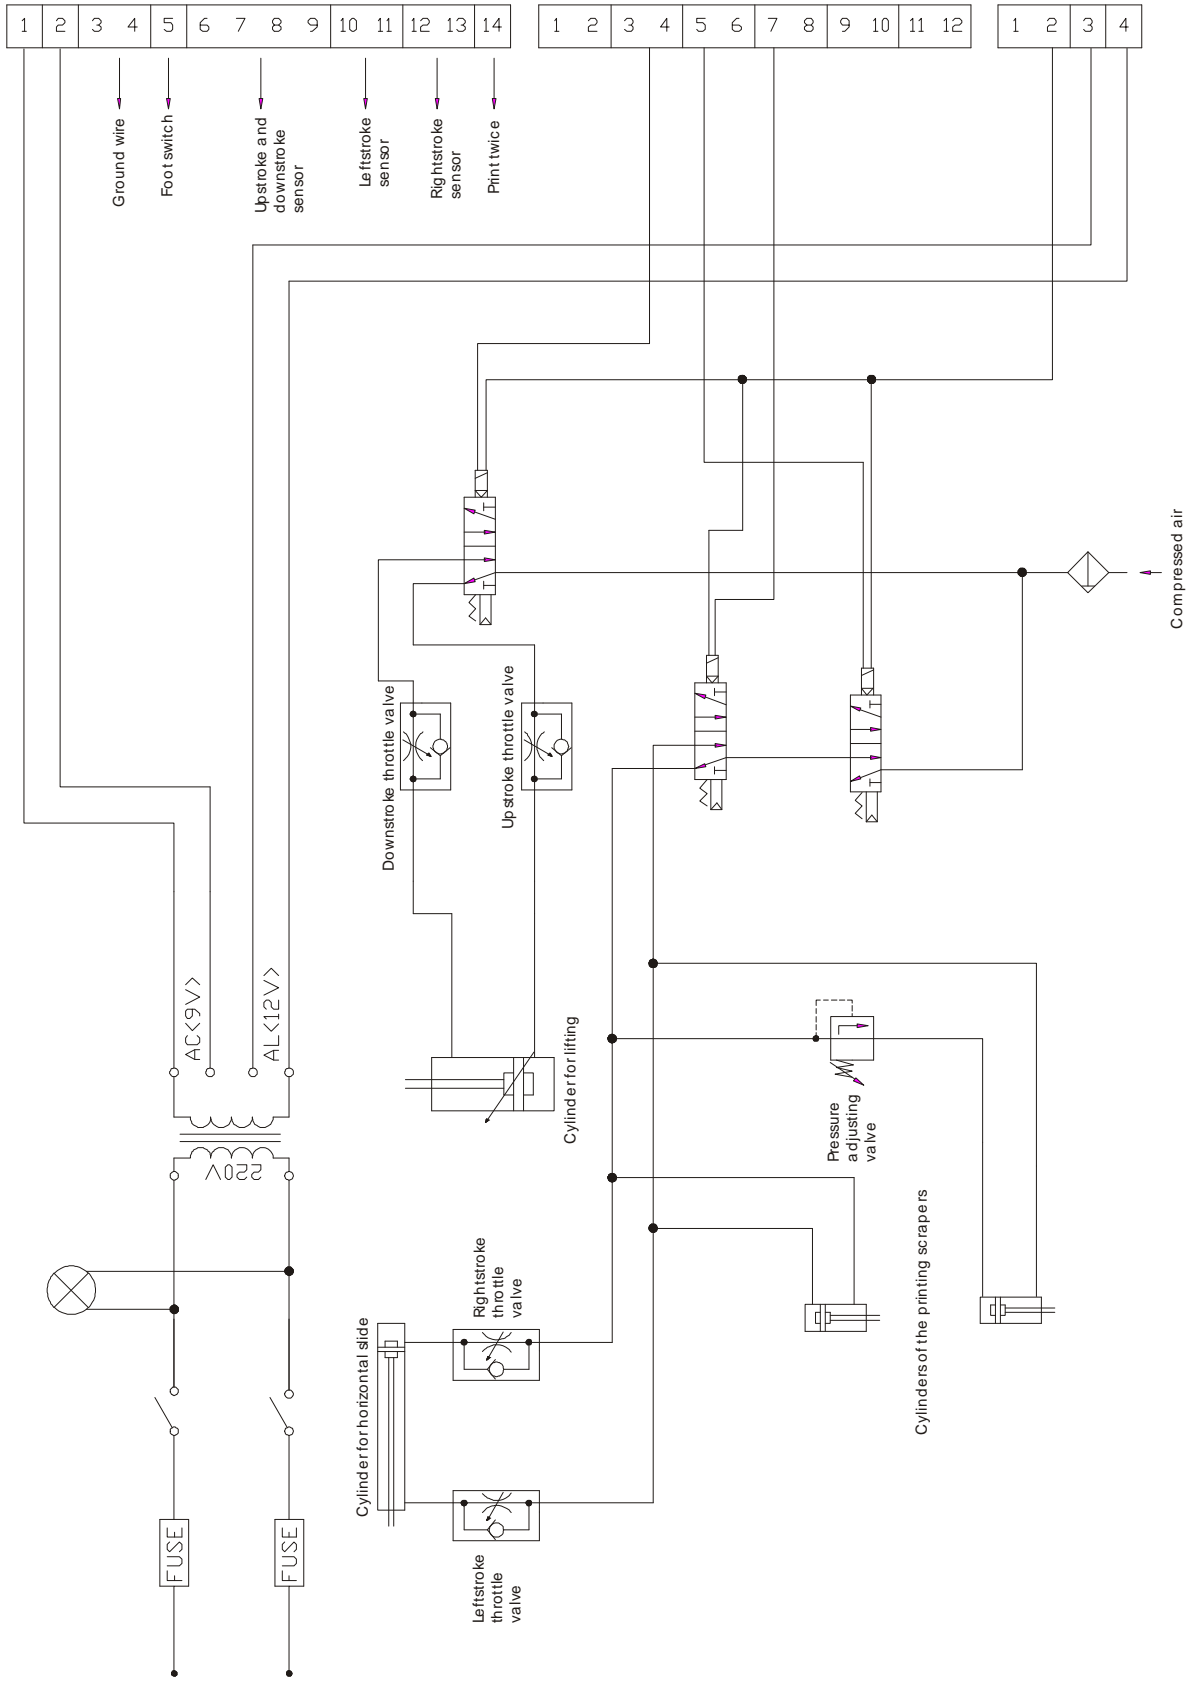 1 2 3 4 5 6 7 8 9 10 11 12 13 14
1 2 3 4 5 6 7 8 9 10 11 12
1 2 3 4
Ground wire
Foot switch
Upstroke and
downstroke
sensor
Leftstroke
sensor
Rightstroke
sensor
Print twice
Compressed air
Downstroke throttle valve
Upstroke throttle valve
AC<9V>
AL<12V>
220V
Cylinder for lifting
Pressure
adjusting
valve
Cylinders of the printing scrapers
Rightstroke
throttle
valve
Cylinder for horizontal slide
Leftstroke
throttle
valve
FUSE
FUSE